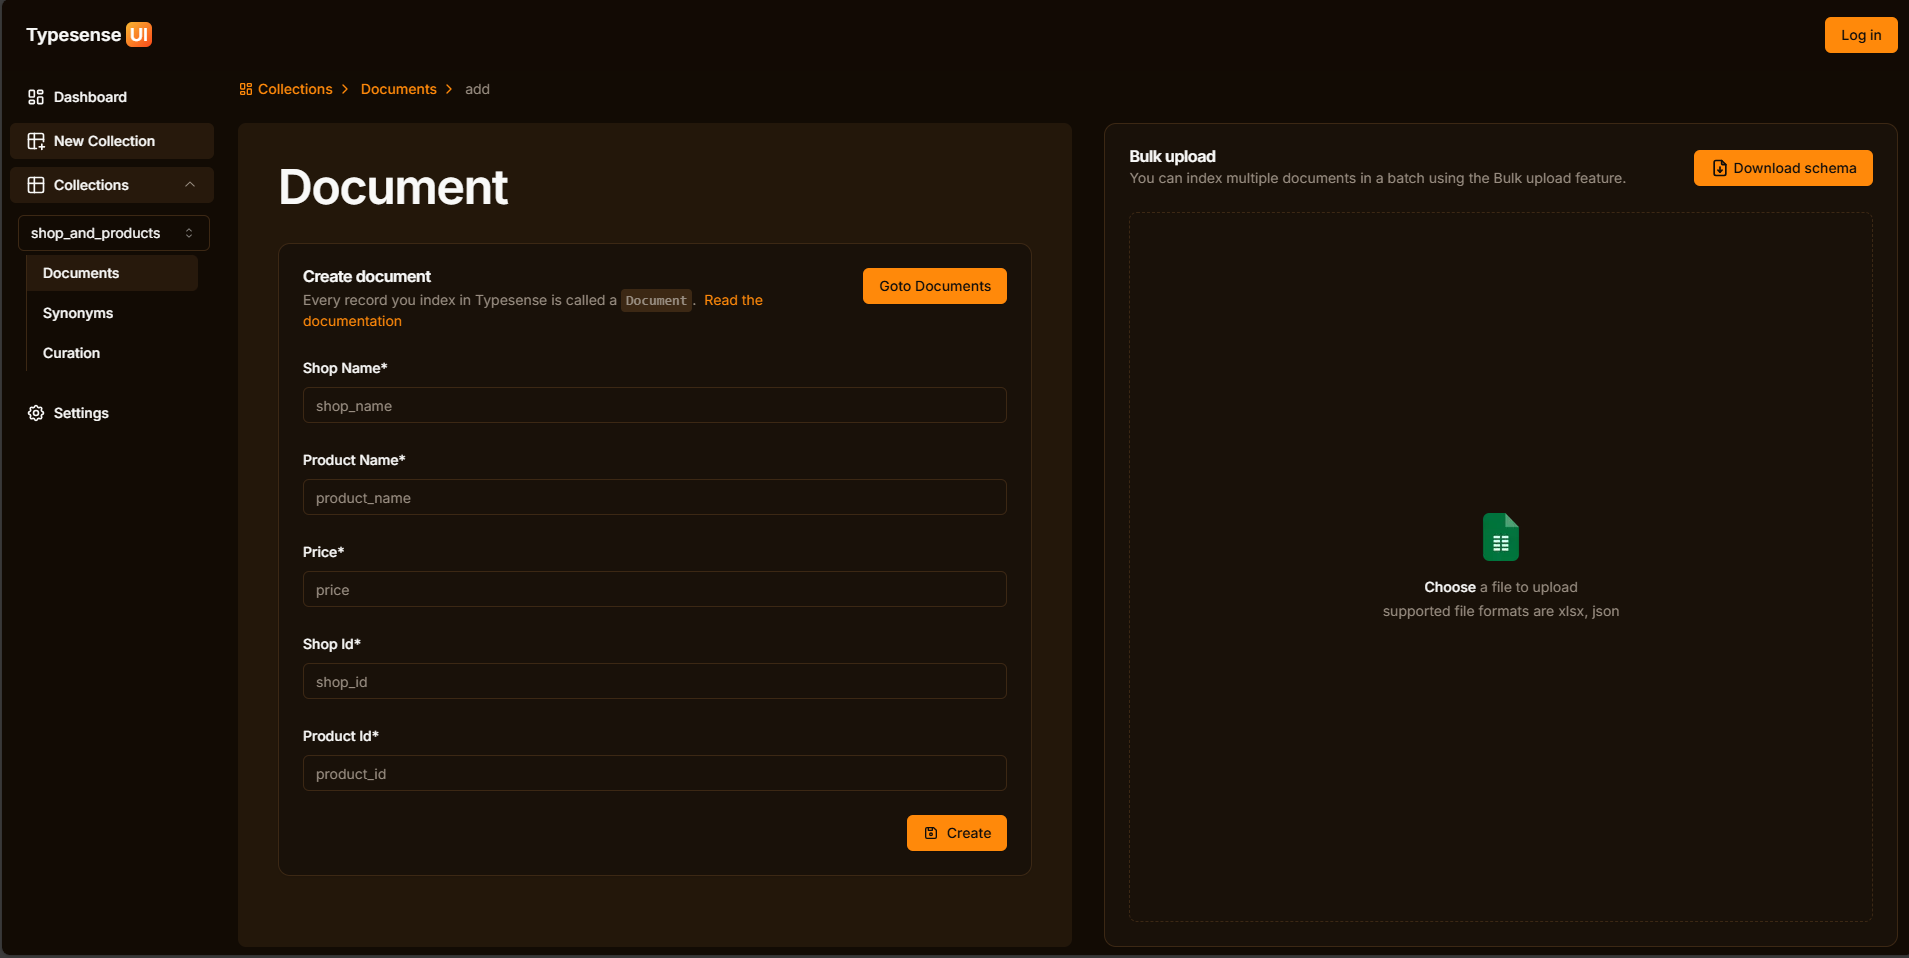 Typesense UI
Log in
Dashboard
New Collection
Collections
shop_and_products
Documents
Synonyms
Curation
Settings
Collections > Documents > add
Document
Create document
Every record you index in Typesense is called a Document. Read the
documentation
Goto Documents
Shop Name*
shop_name
Product Name*
product_name
Price*
price
Shop Id*
shop_id
Product Id*
product_id
Create
Bulk upload
You can index multiple documents in a batch using the Bulk upload feature.
Download schema
Choose a file to upload
supported file formats are xlsx, json